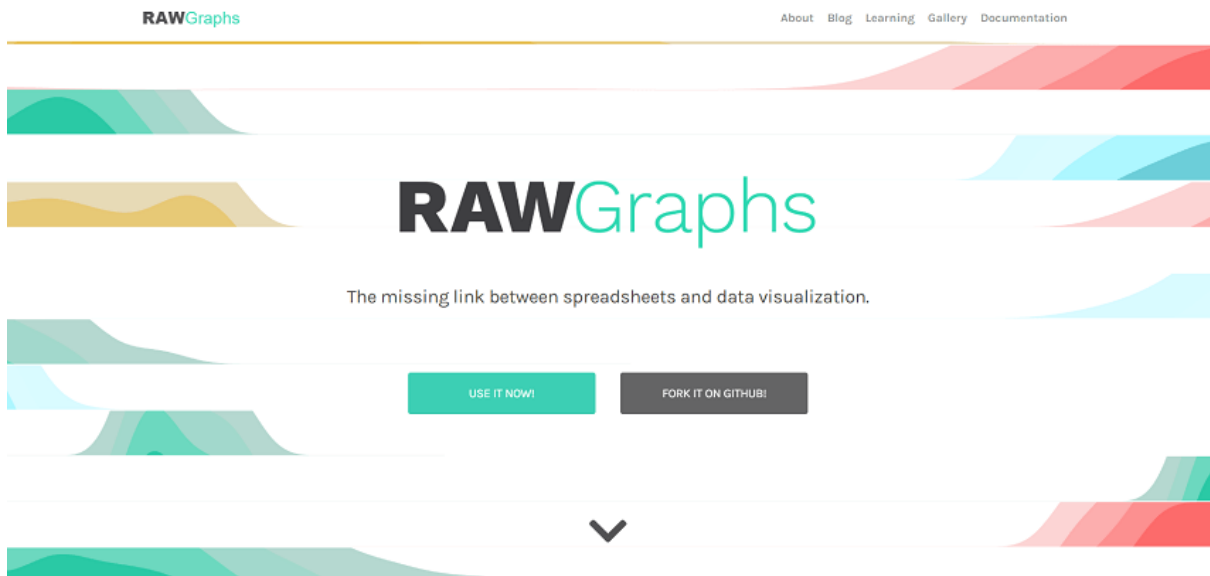 RAWGraphs
About Blog Learning Gallery Documentation
RAWGraphs
The missing link between spreadsheets and data visualization.
USE IT NOW!
FORK IT ON GITHUB!